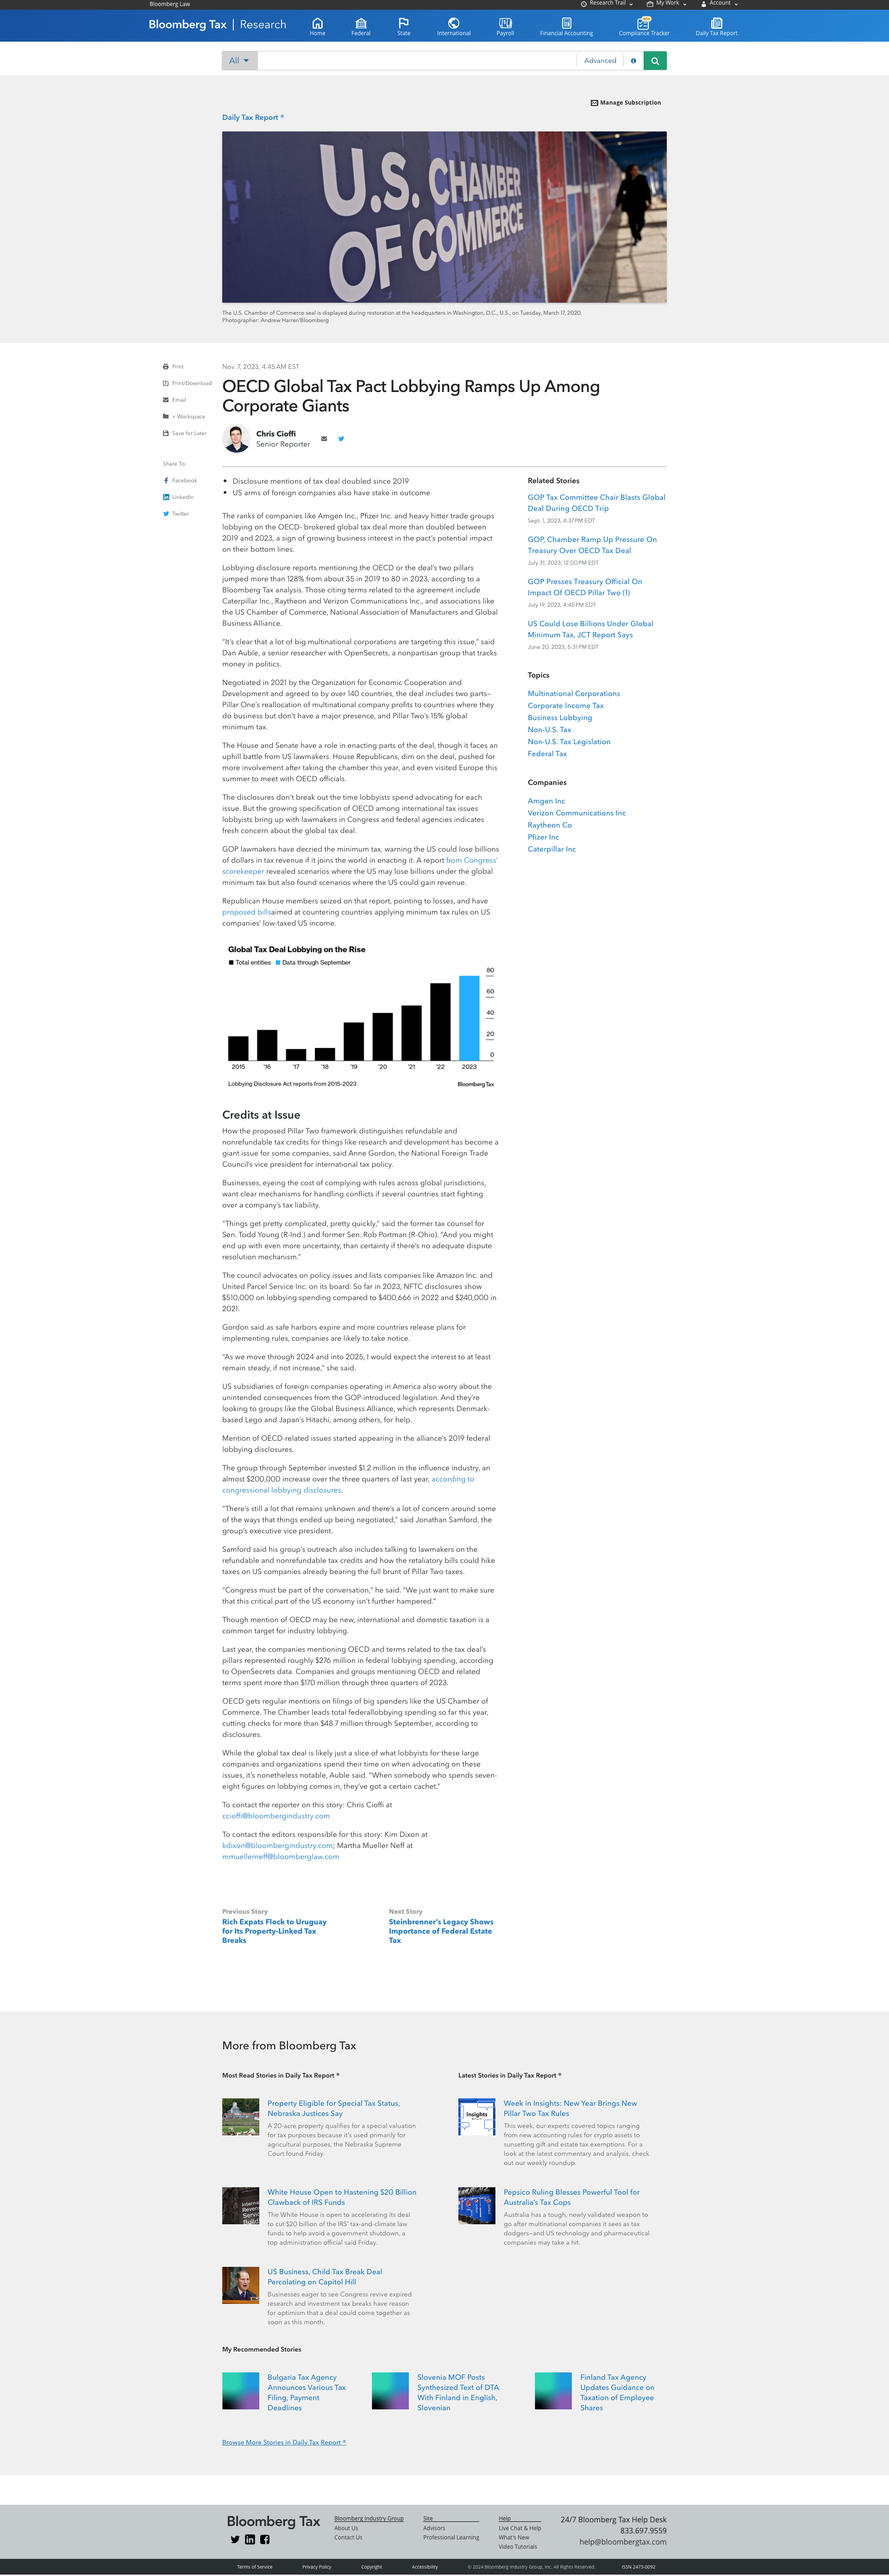 Bloomberg Law
Research Trail
My Work
Account
Bloomberg Tax | Research
Home
Federal
State
International
Payroll
Financial Accounting
Compliance Tracker
Daily Tax Report
All
Advanced
Manage Subscription
Daily Tax Report ®
U.S. CHAMBER
OF COMMERCE
The U.S. Chamber of Commerce seal is displayed during restoration at the headquarters in Washington, D.C., U.S., on Tuesday, March 17, 2020.
Photographer: Andrew Harrer/Bloomberg
Print
Print/Download
Email
+ Workspace
Save for Later
Share To:
Facebook
LinkedIn
Twitter
Nov. 7, 2023, 4:45 AM EST
OECD Global Tax Pact Lobbying Ramps Up Among
Corporate Giants
Chris Cioffi
Senior Reporter
• Disclosure mentions of tax deal doubled since 2019
• US arms of foreign companies also have stake in outcome
The ranks of companies like Amgen Inc., Pfizer Inc. and heavy hitter trade groups
lobbying on the OECD- brokered global tax deal more than doubled between
2019 and 2023, a sign of growing business interest in the pact's potential impact
on their bottom lines.
Lobbying disclosure reports mentioning the OECD or the deal's two pillars
jumped more than 128% from about 35 in 2019 to 80 in 2023, according to a
Bloomberg Tax analysis. Those citing terms related to the agreement include
Caterpillar Inc., Raytheon and Verizon Communications Inc., and associations like
the US Chamber of Commerce, National Association of Manufacturers and Global
Business Alliance.
"It's clear that a lot of big multinational corporations are targeting this issue," said
Dan Auble, a senior researcher with OpenSecrets, a nonpartisan group that tracks
money in politics.
Negotiated in 2021 by the Organization for Economic Cooperation and
Development and agreed to by over 140 countries, the deal includes two parts—
Pillar One's reallocation of multinational company profits to countries where they
do business but don't have a major presence, and Pillar Two's 15% global
minimum tax.
The House and Senate have a role in enacting parts of the deal, though it faces an
uphill battle from US lawmakers. House Republicans, dim on the deal, pushed for
more involvement after taking the chamber this year, and even visited Europe this
summer to meet with OECD officials.
The disclosures don't break out the time lobbyists spend advocating for each
issue. But the growing specification of OECD among international tax issues
lobbyists bring up with lawmakers in Congress and federal agencies indicates
fresh concern about the global tax deal.
GOP lawmakers have decried the minimum tax, warning the US could lose billions
of dollars in tax revenue if it joins the world in enacting it. A report from Congress'
scorekeeper revealed scenarios where the US may lose billions under the global
minimum tax but also found scenarios where the US could gain revenue.
Republican House members seized on that report, pointing to losses, and have
proposed billsaimed at countering countries applying minimum tax rules on US
companies' low-taxed US income.
Global Tax Deal Lobbying on the Rise
Total entities Data through September
80
60
40
20
0
2015 '16 '17 '18 '19 '20 '21 '22 2023
Lobbying Disclosure Act reports from 2015-2023
Bloomberg Tax
Credits at Issue
How the proposed Pillar Two framework distinguishes refundable and
nonrefundable tax credits for things like research and development has become a
giant issue for some companies, said Anne Gordon, the National Foreign Trade
Council's vice president for international tax policy.
Businesses, eyeing the cost of complying with rules across global jurisdictions,
want clear mechanisms for handling conflicts if several countries start fighting
over a company's tax liability.
"Things get pretty complicated, pretty quickly," said the former tax counsel for
Sen. Todd Young (R-Ind.) and former Sen. Rob Portman (R-Ohio). "And you might
end up with even more uncertainty, than certainty if there's no adequate dispute
resolution mechanism."
The council advocates on policy issues and lists companies like Amazon Inc. and
United Parcel Service Inc. on its board. So far in 2023, NFTC disclosures show
$510,000 on lobbying spending compared to $400,666 in 2022 and $240,000 in
2021.
Gordon said as safe harbors expire and more countries release plans for
implementing rules, companies are likely to take notice.
"As we move through 2024 and into 2025, I would expect the interest to at least
remain steady, if not increase," she said.
US subsidiaries of foreign companies operating in America also worry about the
unintended consequences from the GOP-introduced legislation. And they're
looking to groups like the Global Business Alliance, which represents Denmark-
based Lego and Japan's Hitachi, among others, for help.
Mention of OECD-related issues started appearing in the alliance's 2019 federal
lobbying disclosures.
The group through September invested $1.2 million in the influence industry, an
almost $200,000 increase over the three quarters of last year, according to
congressional lobbying disclosures.
"There's still a lot that remains unknown and there's a lot of concern around some
of the ways that things ended up being negotiated," said Jonathan Samford, the
group's executive vice president.
Samford said his group's outreach also includes talking to lawmakers on the
refundable and nonrefundable tax credits and how the retaliatory bills could hike
taxes on US companies already bearing the full brunt of Pillar Two taxes.
"Congress must be part of the conversation," he said. "We just want to make sure
that this critical part of the US economy isn't further hampered."
Though mention of OECD may be new, international and domestic taxation is a
common target for industry lobbying.
Last year, the companies mentioning OECD and terms related to the tax deal's
pillars represented roughly $276 million in federal lobbying spending, according
to OpenSecrets data. Companies and groups mentioning OECD and related
terms spent more than $170 million through three quarters of 2023.
OECD gets regular mentions on filings of big spenders like the US Chamber of
Commerce. The Chamber leads total federallobbying spending so far this year,
cutting checks for more than $48.7 million through September, according to
disclosures.
While the global tax deal is likely just a slice of what lobbyists for these large
companies and organizations spend their time on when advocating on these
issues, it's nonetheless notable, Auble said. "When somebody who spends seven-
eight figures on lobbying comes in, they've got a certain cachet."
To contact the reporter on this story: Chris Cioffi at
ccioffi@bloombergindustry.com
To contact the editors responsible for this story: Kim Dixon at
kdixon@bloombergindustry.com; Martha Mueller Neff at
mmuellerneff@bloomberglaw.com
Related Stories
GOP Tax Committee Chair Blasts Global
Deal During OECD Trip
Sept. 1, 2023, 4:37 PM EDT
GOP, Chamber Ramp Up Pressure On
Treasury Over OECD Tax Deal
July 31, 2023, 12:00 PM EDT
GOP Presses Treasury Official On
Impact Of OECD Pillar Two (1)
July 19, 2023, 4:45 PM EDT
US Could Lose Billions Under Global
Minimum Tax, JCT Report Says
June 20, 2023, 5:31 PM EDT
Topics
Multinational Corporations
Corporate Income Tax
Business Lobbying
Non-U.S. Tax
Non-U.S. Tax Legislation
Federal Tax
Companies
Amgen Inc
Verizon Communications Inc
Raytheon Co
Pfizer Inc
Caterpillar Inc
Previous Story
Rich Expats Flock to Uruguay
for Its Property-Linked Tax
Breaks
Next Story
Steinbrenner's Legacy Shows
Importance of Federal Estate
Tax
More from Bloomberg Tax
Most Read Stories in Daily Tax Report ®
Property Eligible for Special Tax Status,
Nebraska Justices Say
A 20-acre property qualifies for a special valuation
for tax purposes because it's used primarily for
agricultural purposes, the Nebraska Supreme
Court found Friday.
White House Open to Hastening $20 Billion
Clawback of IRS Funds
The White House is open to accelerating its deal
to cut $20 billion of the IRS' tax-and-climate law
funds to help avoid a government shutdown, a
top administration official said Friday.
US Business, Child Tax Break Deal
Percolating on Capitol Hill
Businesses eager to see Congress revive expired
research and investment tax breaks have reason
for optimism that a deal could come together as
soon as this month.
Latest Stories in Daily Tax Report ®
Insights
Week in Insights: New Year Brings New
Pillar Two Tax Rules
This week, our experts covered topics ranging
from new accounting rules for crypto assets to
sunsetting gift and estate tax exemptions. For a
look at the latest commentary and analysis, check
out our weekly roundup.
Pepsico Ruling Blesses Powerful Tool for
Australia's Tax Cops
Australia has a tough, newly validated weapon to
go after multinational companies it sees as tax
dodgers—and US technology and pharmaceutical
companies may take a hit.
My Recommended Stories
Bulgaria Tax Agency
Announces Various Tax
Filing, Payment
Deadlines
Slovenia MOF Posts
Synthesized Text of DTA
With Finland in English,
Slovenian
Finland Tax Agency
Updates Guidance on
Taxation of Employee
Shares
Browse More Stories in Daily Tax Report ®
Bloomberg Tax
Bloomberg Industry Group
About Us
Contact Us
Site
Advisors
Professional Learning
Help
Live Chat & Help
What's New
Video Tutorials
24/7 Bloomberg Tax Help Desk
833.697.9559
help@bloombergtax.com
Terms of Service
Privacy Policy
Copyright
Accessibility
© 2024 Bloomberg Industry Group, Inc. All Rights Reserved.
ISSN 2473-0092